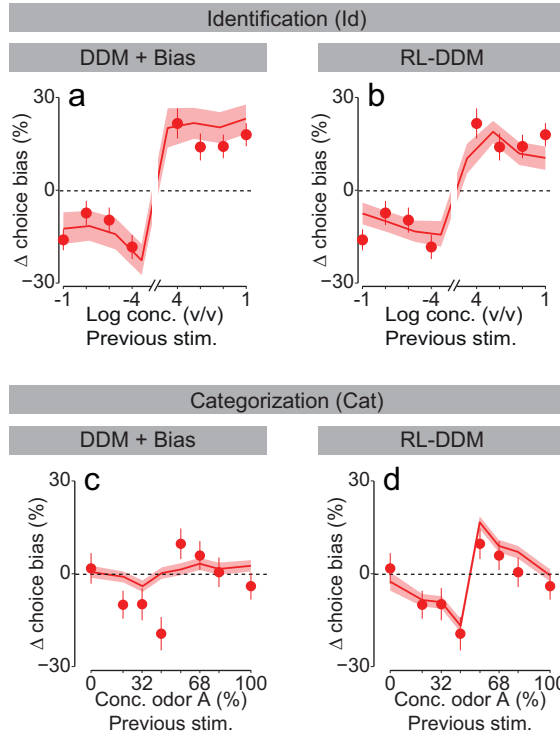 Identification (Id)
DDM + Bias
RL-DDM
a
b
Δ choice bias (%)
30
0
−30
-1
-4
4
1
Log conc. (v/v)
Previous stim.
Δ choice bias (%)
30
0
−30
-1
-4
4
1
Log conc. (v/v)
Previous stim.
Categorization (Cat)
DDM + Bias
RL-DDM
c
d
Δ choice bias (%)
30
0
−30
0
32
68
100
Conc. odor A (%)
Previous stim.
Δ choice bias (%)
30
0
−30
0
32
68
100
Conc. odor A (%)
Previous stim.